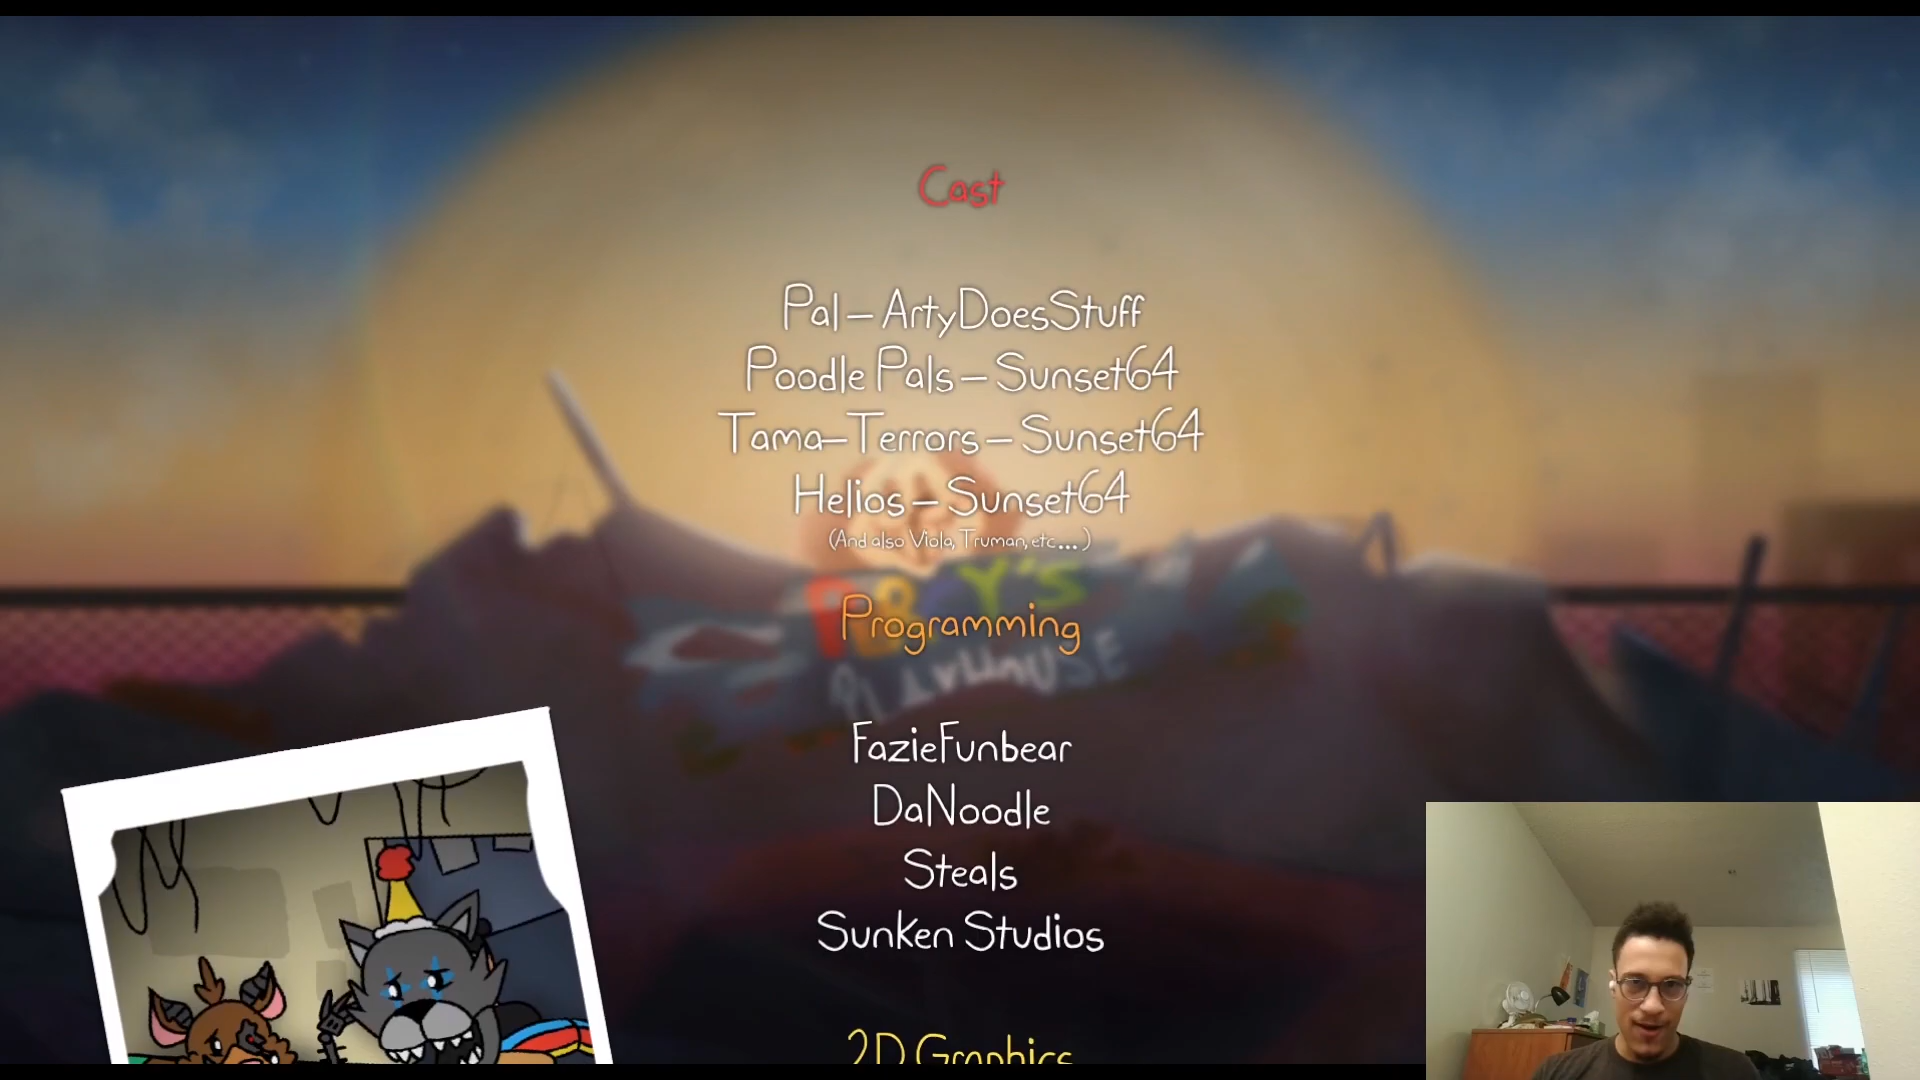 Cast
Pal – ArtyDoesStuff
Poodle Pals – Sunset64
Tama-Terrors – Sunset64
Helios – Sunset64
(And also Viola, Truman, etc... )
Programming
PLAYHOUSE
FazieFunbear
DaNoodle
Steals
Sunken Studios
2D Graphics